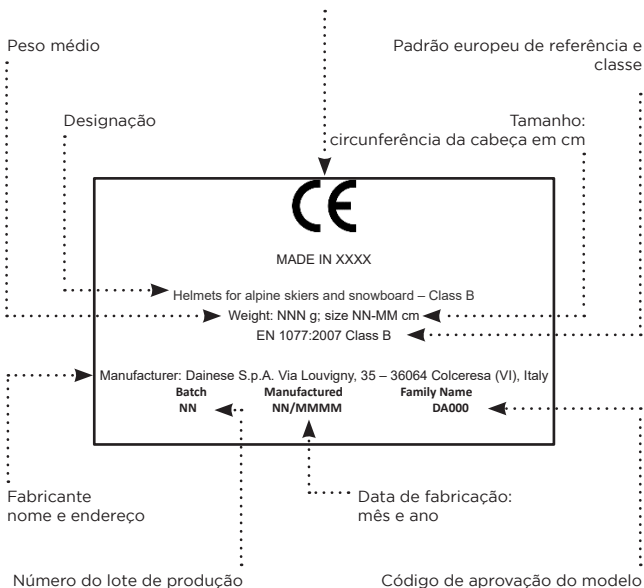 Peso médio
Padrão europeu de referência e
classe
Designação
Tamanho:
circunferência da cabeça em cm
CE
MADE IN XXXX
Helmets for alpine skiers and snowboard – Class B
Weight: NNN g; size NN-MM cm
EN 1077:2007 Class B
Manufacturer: Dainese S.p.A. Via Louvigny, 35 – 36064 Colceresa (VI), Italy
Batch Manufactured Family Name
NN NN/MMMM DA000
Fabricante
nome e endereço
Data de fabricação:
mês e ano
Número do lote de produção
Código de aprovação do modelo